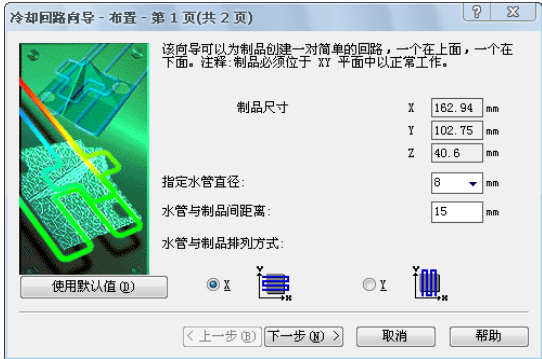 冷却回路向导 - 布置 - 第 1 页(共 2 页)
该向导可以为制品创建一对简单的回路，一个在上面，一个在
下面。注释:制品必须位于 XY 平面中以正常工作。
制品尺寸 X 162.94 mm
Y 102.75 mm
Z 40.6 mm
指定水管直径: 8 mm
水管与制品间距离: 15 mm
水管与制品排列方式:
使用默认值(D) X Y X Y Y X
<上一步(B) 下一步(N) > 取消 帮助